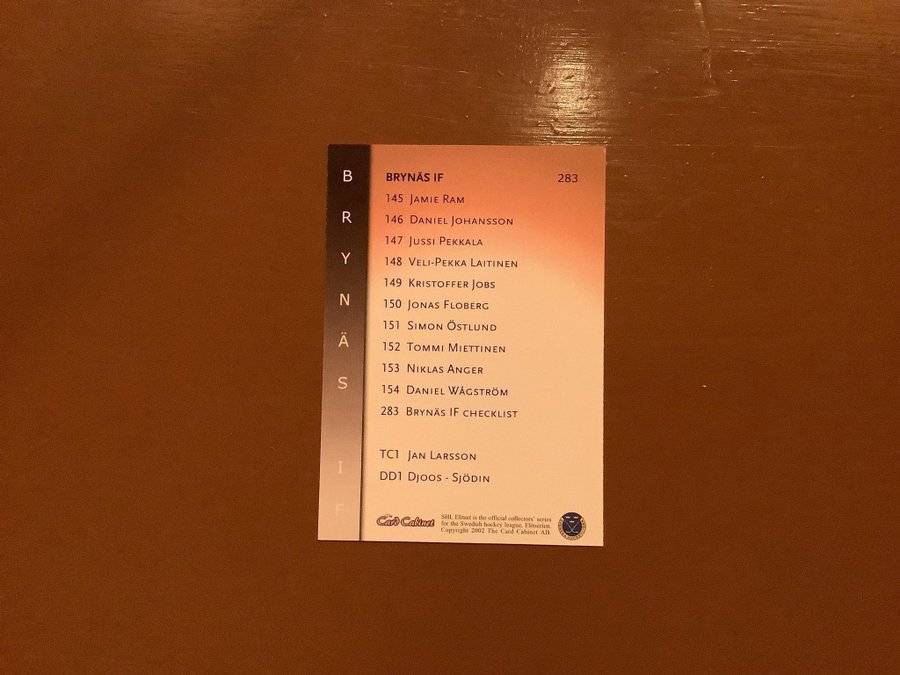 BRYNÄS IF
BRYNÄS IF 283
145 JAMIE RAM
146 DANIEL JOHANSSON
147 JUSSI PEKKALA
148 VELI-PEKKA LAITINEN
149 KRISTOFFER JOBS
150 JONAS FLOBERG
151 SIMON ÖSTLUND
152 TOMMI MIETTINEN
153 NIKLAS ANGER
154 DANIEL WÅGSTRÖM
283 BRYNÄS IF CHECKLIST
TC1 JAN LARSSON
DD1 DJOOS - SJÖDIN
The Card Cabinet
SHL Elitset is the official collectors' series
for the Swedish hockey league, Elitserien.
Copyright 2002 The Card Cabinet AB.